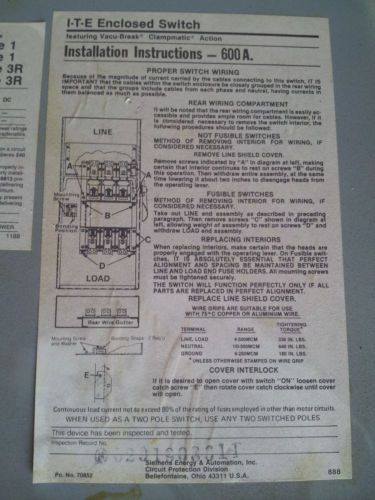 I-T-E Enclosed Switch
featuring Vacu-Break® Clampmatic® Action
Installation Instructions — 600A.
PROPER SWITCH WIRING
Because of the magnitude of current carried by the cables connecting to this switch, IT IS
IMPORTANT that the cables within the switch enclosure be closely grouped in the rear wiring
space and that the groups include cables from each phase and neutral, having currents in
them balanced as much as possible.
REAR WIRING COMPARTMENT
It will be noted that the rear wiring compartment is easily ac-
cessible and provides ample room for cables. However, if it is
considered necessary to remove the switch interior, the
following procedures should be followed:
NOT FUSIBLE SWITCHES
METHOD OF REMOVING INTERIOR FOR WIRING, IF
CONSIDERED NECESSARY.
REMOVE LINE SHIELD COVER.
Remove screws indicated by "A" in diagram at left, making
certain that interior continues to rest on screw "B" during
this operation. Then withdraw entire assembly, at the same
time lowering it about two inches to disengage heads from
the operating lever.
FUSIBLE SWITCHES
METHOD OF REMOVING INTERIOR FOR WIRING, IF
CONSIDERED NECESSARY.
Take out LINE end assembly as described in preceding
paragraph. Then remove screws "C" shown in diagram at
left, allowing weight of assembly to rest on screws "D" and
withdraw LOAD end assembly.
REPLACING INTERIORS
When replacing interiors, make certain that the heads are
properly engaged with the operating lever. On Fusible swit-
ches, IT IS ABSOLUTELY ESSENTIAL THAT PERFECT
ALIGNMENT AND SPACING BE MAINTAINED BETWEEN
LINE AND LOAD END FUSE HOLDERS. All mounting screws
must be tightened securely.
THE SWITCH WILL FUNCTION PERFECTLY ONLY IF ALL
PARTS ARE REPLACED IN PERFECT ALIGNMENT.
REPLACE LINE SHIELD COVER.
WIRE GRIPS ARE SUITABLE FOR USE
WITH 75°C COPPER OR ALUMINUM WIRE.
TERMINAL RANGE TIGHTENING TORQUE*
LINE, LOAD
NEUTRAL
GROUND
*UNLESS OTHERWISE STAMPED ON WIRE GRIP
COVER INTERLOCK
If it is desired to open cover with switch "ON" loosen cover
catch screw "E" then rotate cover catch clockwise until cover
will open.
LINE
A
Mounting Screw
B
Bonding Position
C
D
LOAD
Rear Wire Gutter
Mounting Screw and Washer
Bonding Straps
E
Continuous load current not to exceed 80% of the rating of fuses employed in other than motor circuits.
WHEN USED AS A TWO POLE SWITCH, USE ANY TWO SWITCHED POLES
This device has been inspected and tested.
Inspection Record No.
Siemens Energy & Automation, Inc.
Circuit Protection Division
Bellefontaine, Ohio 43311 U.S.A.
Pc. No. 70852
888
e 1
3R
3R
DC
1188